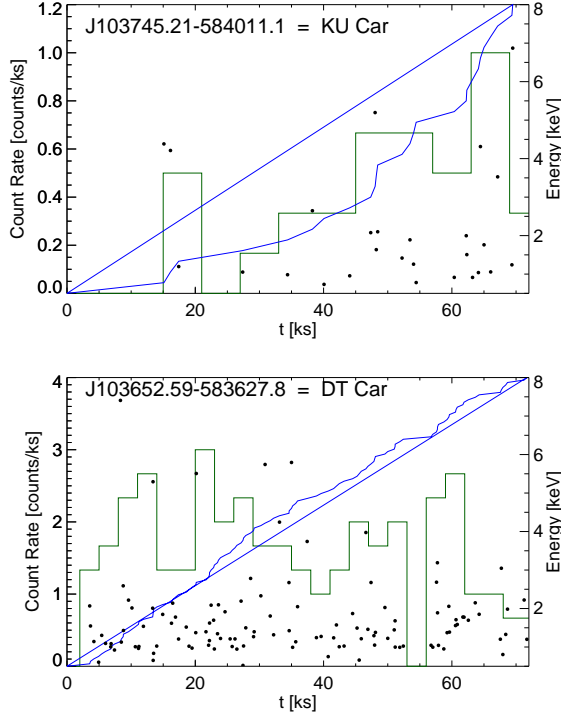 J103745.21-584011.1 = KU Car
Count Rate [counts/ks]
1.2
1.0
0.8
0.6
0.4
0.2
0.0
8
6
4
2
Energy [keV]
0 20 40 60
t [ks]
J103652.59-583627.8 = DT Car
Count Rate [counts/ks]
4
3
2
1
0
8
6
4
2
Energy [keV]
0 20 40 60
t [ks]